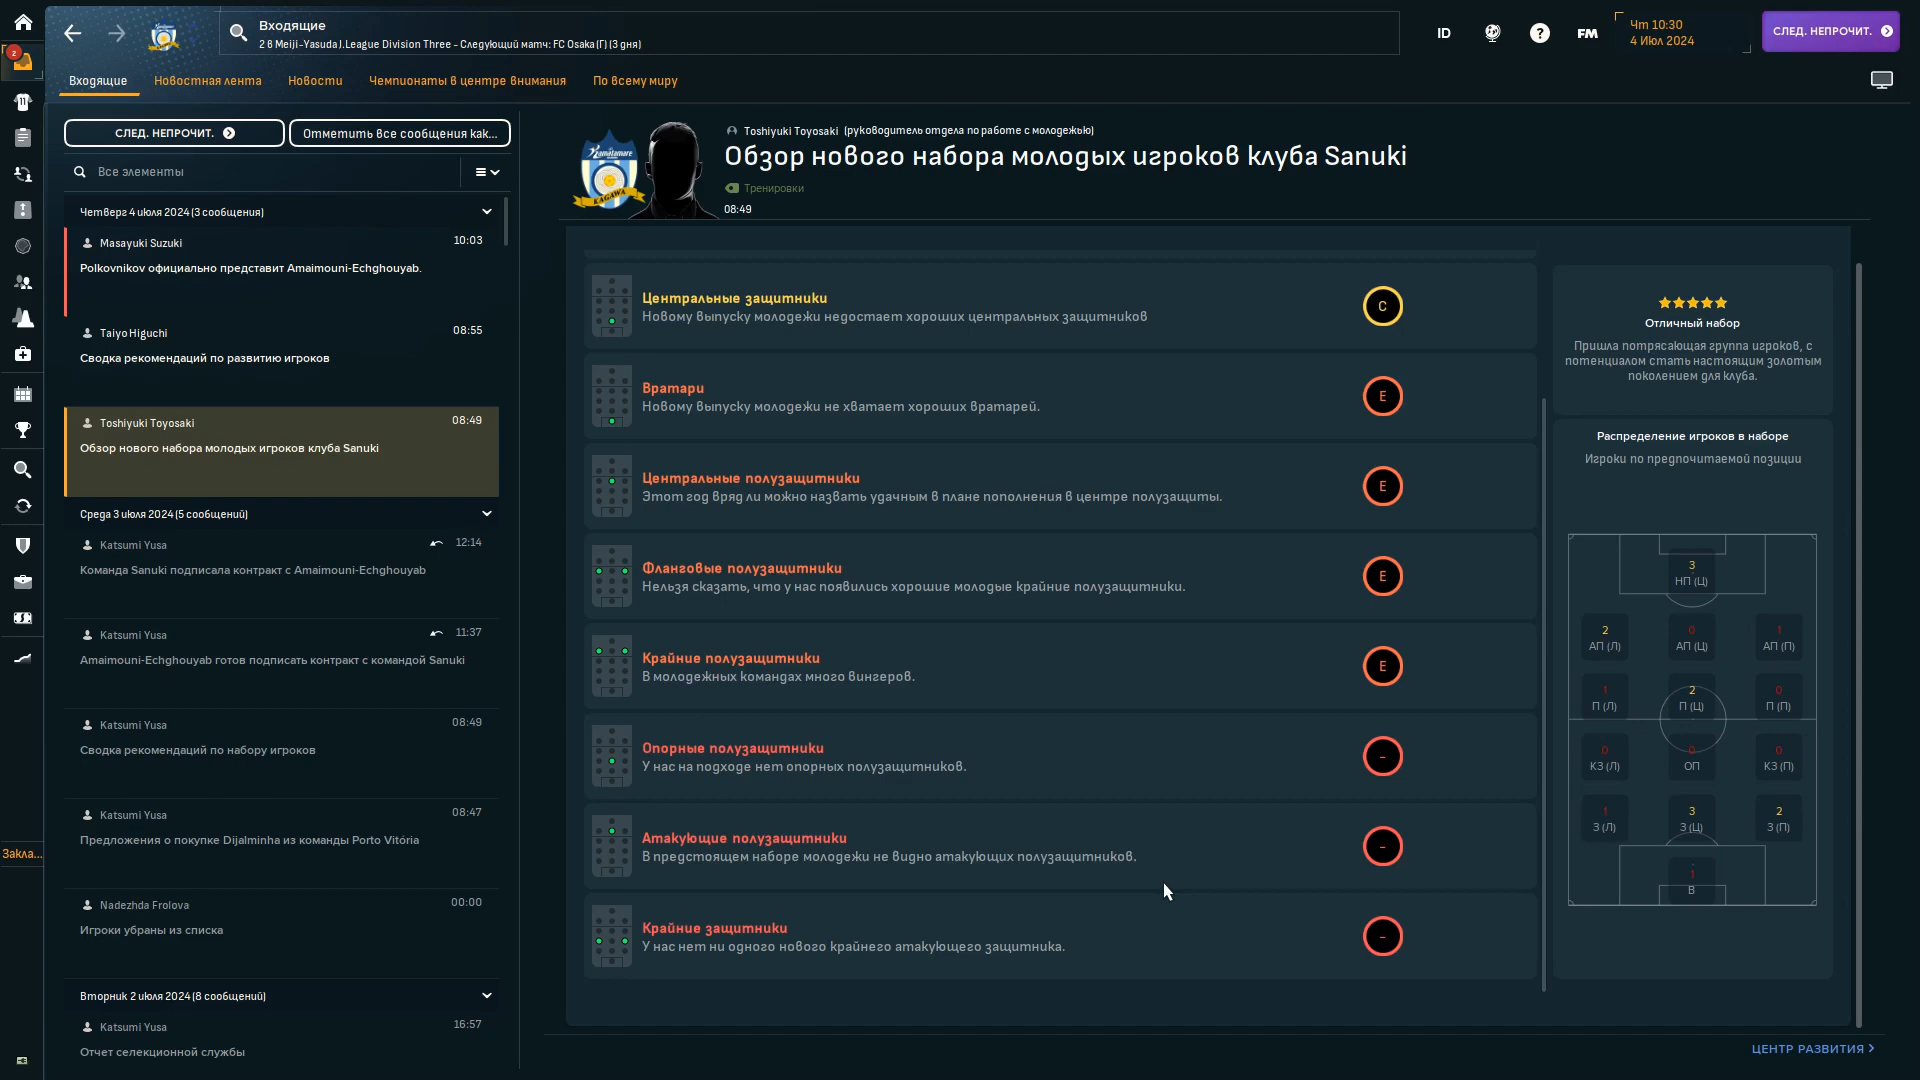 Входящие
2 в Meiji-Yasuda J.League Division Three - Следующий матч: FC Osaka (Г) (3 дня)
ID
?
FM
Чт 10:30
4 Июл 2024
СЛЕД. НЕПРОЧИТ.
2
Входящие
Новостная лента
Новости
Чемпионаты в центре внимания
По всему миру
СЛЕД. НЕПРОЧИТ.
Отметить все сообщения как...
Все элементы
Четверг 4 июля 2024 (3 сообщения)
Masayuki Suzuki
10:03
Polkovnikov официально представит Amaimouni-Echghouyab.
Taiyo Higuchi
08:55
Сводка рекомендаций по развитию игроков
Toshiyuki Toyosaki
08:49
Обзор нового набора молодых игроков клуба Sanuki
Среда 3 июля 2024 (5 сообщений)
Katsumi Yusa
12:14
Команда Sanuki подписала контракт с Amaimouni-Echghouyab
Katsumi Yusa
11:37
Amaimouni-Echghouyab готов подписать контракт с командой Sanuki
Katsumi Yusa
08:49
Сводка рекомендаций по набору игроков
Katsumi Yusa
08:47
Предложения о покупке Dijalminha из команды Porto Vitória
Закла...
Nadezhda Frolova
00:00
Игроки убраны из списка
Вторник 2 июля 2024 (8 сообщений)
Katsumi Yusa
16:57
Отчет селекционной службы
Kamatamare
KAGAWA
Toshiyuki Toyosaki (руководитель отдела по работе с молодежью)
Обзор нового набора молодых игроков клуба Sanuki
Тренировки
08:49
Центральные защитники
Новому выпуску молодежи недостает хороших центральных защитников
C
Вратари
Новому выпуску молодежи не хватает хороших вратарей.
E
Центральные полузащитники
Этот год вряд ли можно назвать удачным в плане пополнения в центре полузащиты.
E
Фланговые полузащитники
Нельзя сказать, что у нас появились хорошие молодые крайние полузащитники.
E
Крайние полузащитники
В молодежных командах много вингеров.
E
Опорные полузащитники
У нас на подходе нет опорных полузащитников.
-
Атакующие полузащитники
В предстоящем наборе молодежи не видно атакующих полузащитников.
-
Крайние защитники
У нас нет ни одного нового крайнего атакующего защитника.
-
Отличный набор
Пришла потрясающая группа игроков, с
потенциалом стать настоящим золотым
поколением для клуба.
Распределение игроков в наборе
Игроки по предпочитаемой позиции
3
НП (Ц)
2 0 1
АП (Л) АП (Ц) АП (П)
1 2 0
П (Л) П (Ц) П (П)
0 0 0
КЗ (Л) ОП КЗ (П)
1 3 2
З (Л) З (Ц) З (П)
1
В
ЦЕНТР РАЗВИТИЯ